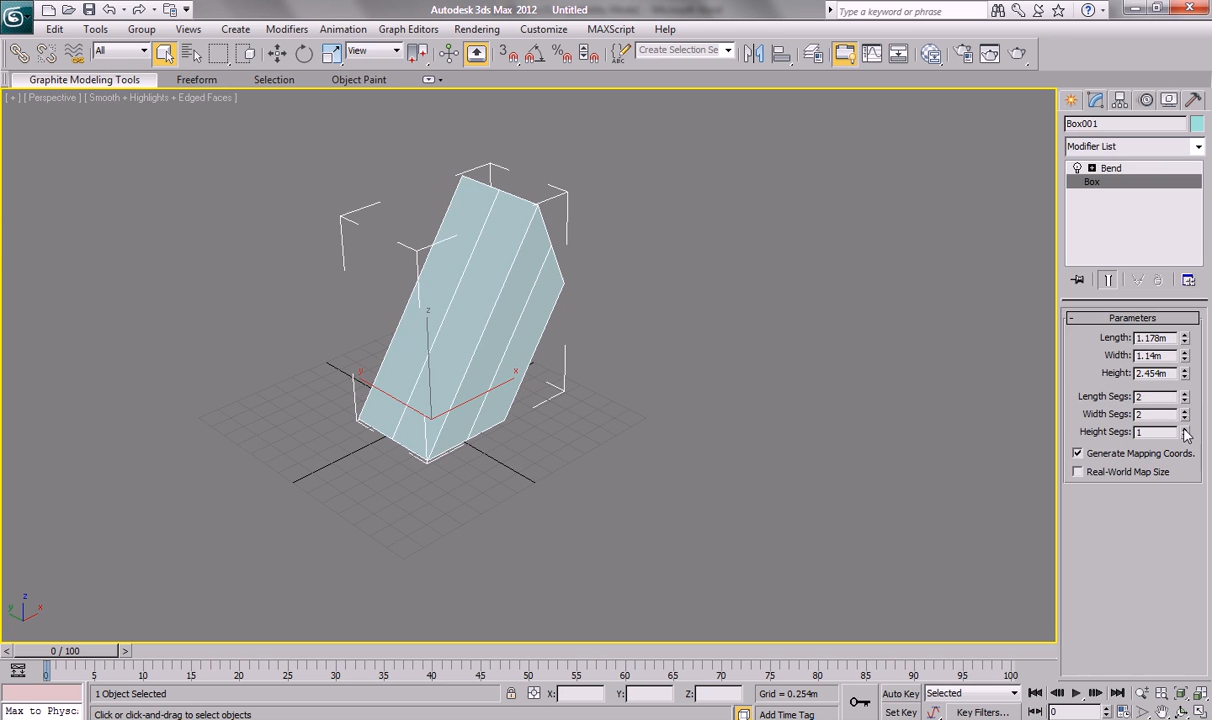 Autodesk 3ds Max 2012 Untitled
Type a keyword or phrase
Edit Tools Group Views Create Modifiers Animation Graph Editors Rendering Customize MAXScript Help
All View 3 Create Selection Se
Graphite Modeling Tools Freeform Selection Object Paint
[ + ] [ Perspective ] [ Smooth + Highlights + Edged Faces ]
Box001
Modifier List
Bend
Box
Parameters
Length: 1.178m
Width: 1.14m
Height: 2.454m
Length Segs: 2
Width Segs: 2
Height Segs: 1
Generate Mapping Coords.
Real-World Map Size
z
y x
z
y x
0 / 100
0 5 10 15 20 25 30 35 40 45 50 55 60 65 70 75 80 85 90 95 100
1 Object Selected X: Y: Z: Grid = 0.254m Auto Key Selected
Max to Physc Click or click-and-drag to select objects Add Time Tag Set Key Key Filters... 0